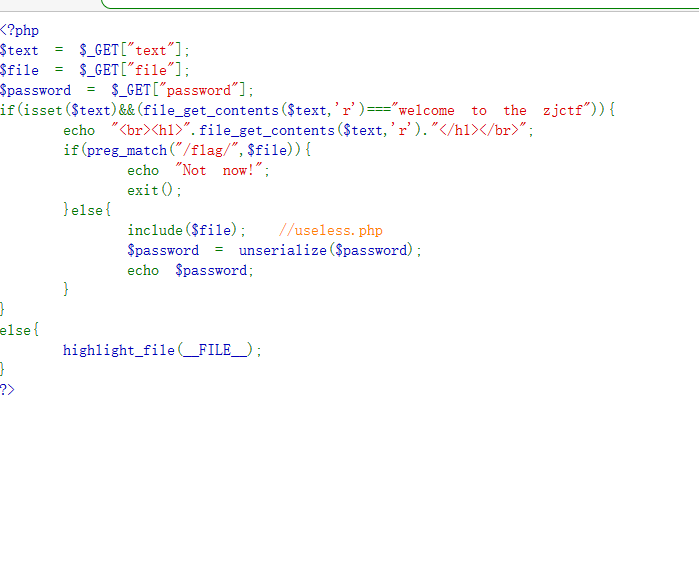 <?php
$text = $_GET["text"];
$file = $_GET["file"];
$password = $_GET["password"];
if(isset($text)&&(file_get_contents($text,'r')==="welcome to the zjctf")){
echo "<br><h1>".file_get_contents($text,'r')."</h1></br>";
if(preg_match("/flag/",$file)){
echo "Not now!";
exit();
}else{
include($file); //useless.php
$password = unserialize($password);
echo $password;
}
}
else{
highlight_file(__FILE__);
}
?>